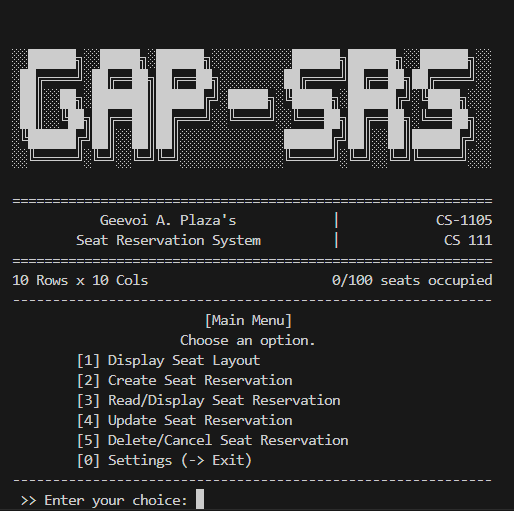 GAP-SRS
============================================================
Geevoi A. Plaza's | CS-1105
Seat Reservation System | CS 111
============================================================
10 Rows x 10 Cols 0/100 seats occupied
------------------------------------------------------------
[Main Menu]
Choose an option.
[1] Display Seat Layout
[2] Create Seat Reservation
[3] Read/Display Seat Reservation
[4] Update Seat Reservation
[5] Delete/Cancel Seat Reservation
[0] Settings (-> Exit)
------------------------------------------------------------
>> Enter your choice: